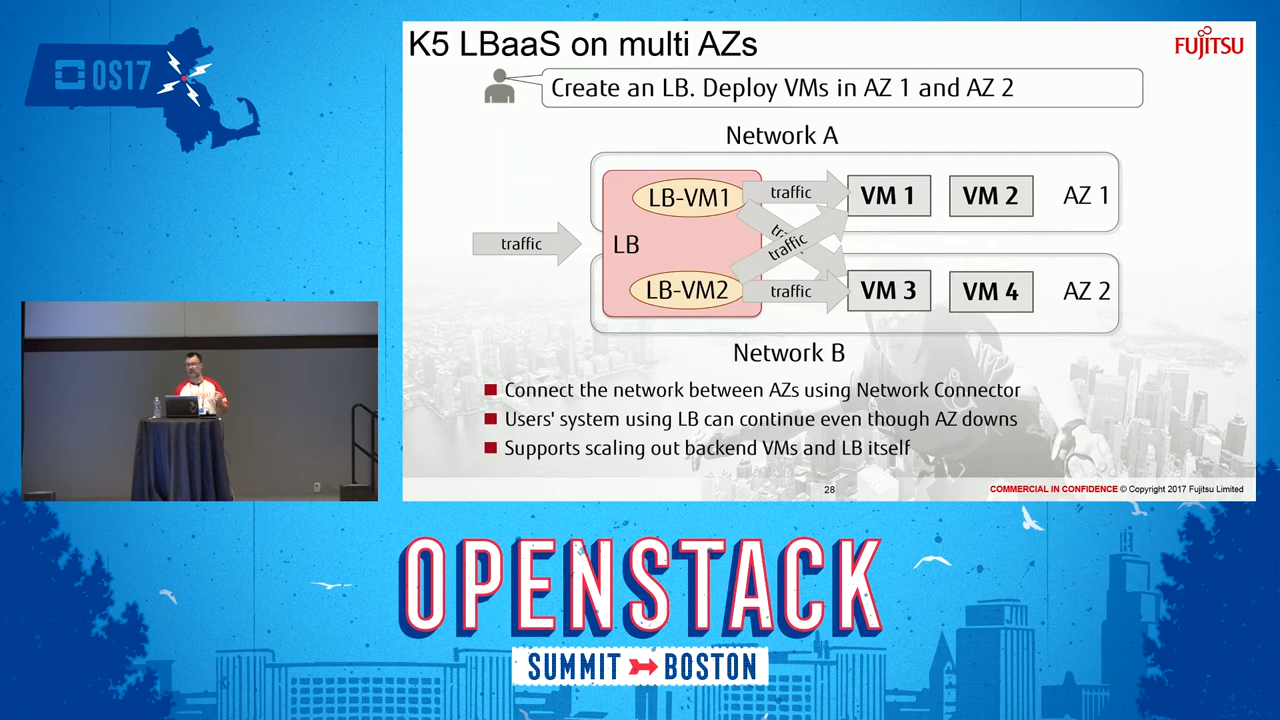 OS17
K5 LBaaS on multi AZs
FUJITSU
Create an LB. Deploy VMs in AZ 1 and AZ 2
Network A
LB-VM1
traffic
VM 1
VM 2
AZ 1
traffic
LB
traffic
LB-VM2
traffic
VM 3
VM 4
AZ 2
Network B
Connect the network between AZs using Network Connector
Users' system using LB can continue even though AZ downs
Supports scaling out backend VMs and LB itself
28
COMMERCIAL IN CONFIDENCE © Copyright 2017 Fujitsu Limited
OPENSTACK
SUMMIT BOSTON